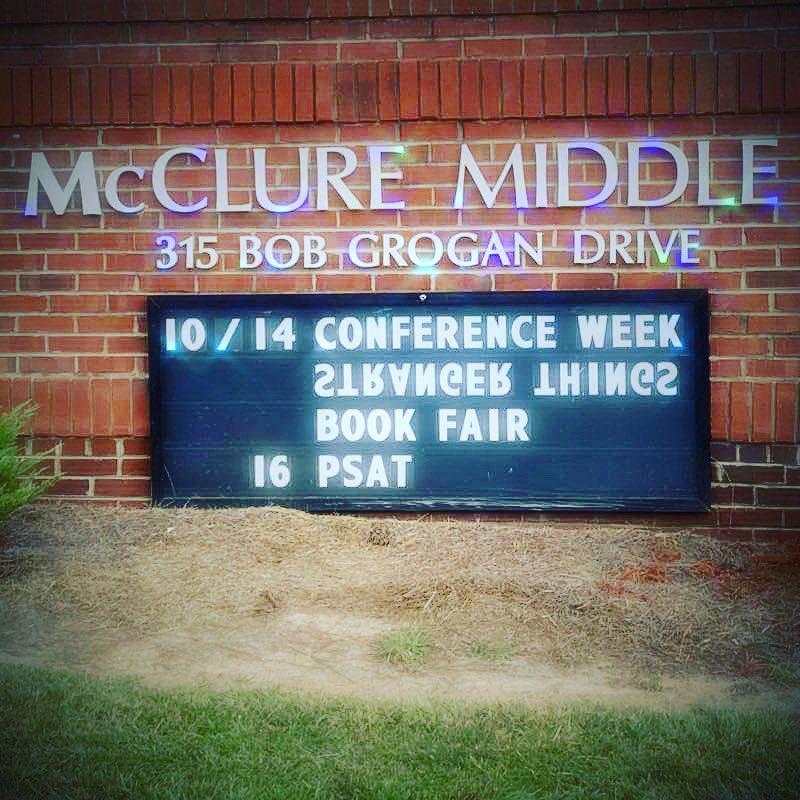 McCLURE MIDDLE
315 BOB GROGAN DRIVE
10/14 CONFERENCE WEEK
STRANGER THINGS
BOOK FAIR
16 PSAT